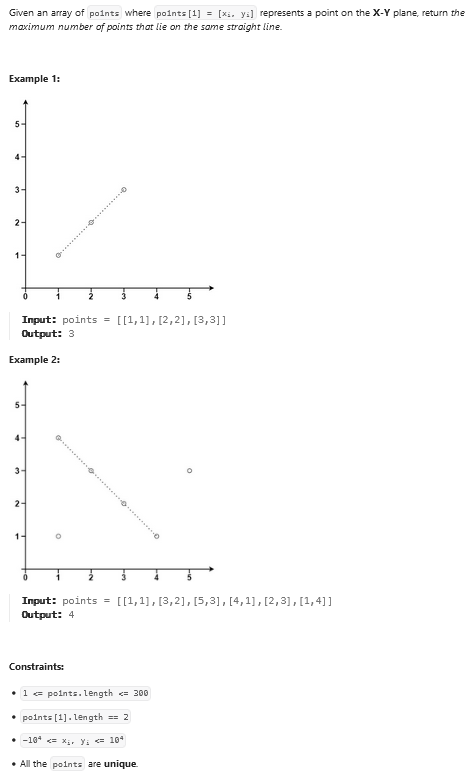 Given an array of points where points[i] = [xᵢ, yᵢ] represents a point on the X-Y plane, return the
maximum number of points that lie on the same straight line.
Example 1:
5
4
3
2
1
0 1 2 3 4 5
Input: points = [[1,1],[2,2],[3,3]]
Output: 3
Example 2:
5
4
3
2
1
0 1 2 3 4 5
Input: points = [[1,1],[3,2],[5,3],[4,1],[2,3],[1,4]]
Output: 4
Constraints:
• 1 <= points.length <= 300
• points[i].length == 2
• -10⁴ <= xᵢ, yᵢ <= 10⁴
• All the points are unique.